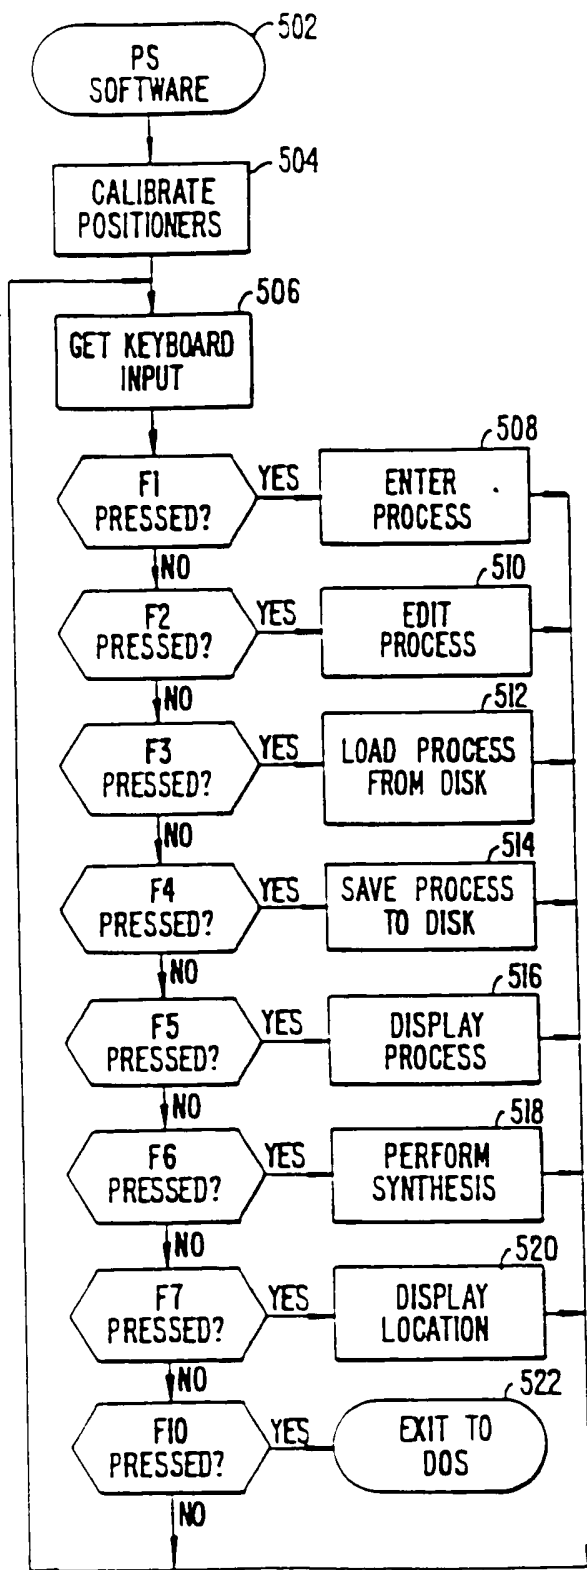 502
PS
SOFTWARE
504
CALIBRATE
POSITIONERS
506
GET KEYBOARD
INPUT
508
F1
PRESSED?
YES
ENTER
PROCESS
NO
510
F2
PRESSED?
YES
EDIT
PROCESS
NO
512
F3
PRESSED?
YES
LOAD PROCESS
FROM DISK
NO
514
F4
PRESSED?
YES
SAVE PROCESS
TO DISK
NO
516
F5
PRESSED?
YES
DISPLAY
PROCESS
NO
518
F6
PRESSED?
YES
PERFORM
SYNTHESIS
NO
520
F7
PRESSED?
YES
DISPLAY
LOCATION
NO
522
F10
PRESSED?
YES
EXIT TO
DOS
NO